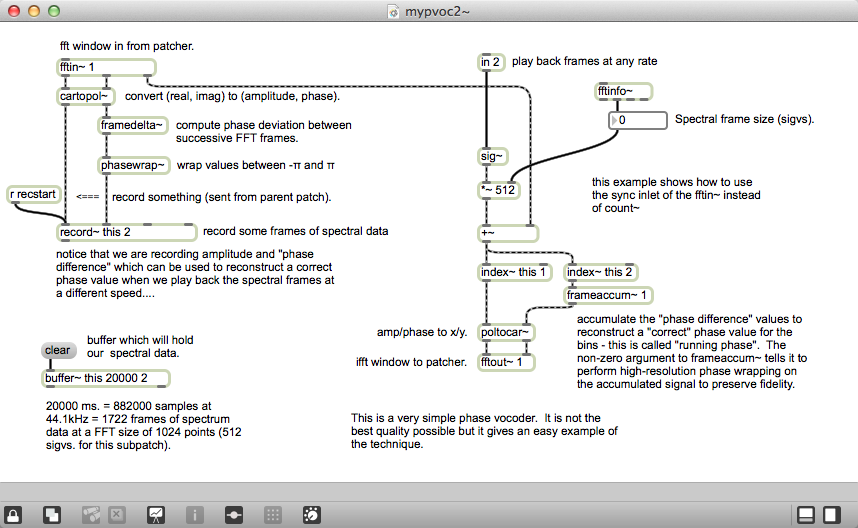 mypvoc2~
fft window in from patcher.
fftin~ 1
cartopol~
convert (real, imag) to (amplitude, phase).
framedelta~
compute phase deviation between
successive FFT frames.
phasewrap~
wrap values between -π and π
r recstart
<===
record something (sent from parent patch).
record~ this 2
record some frames of spectral data
notice that we are recording amplitude and "phase
difference" which can be used to reconstruct a correct
phase value when we play back the spectral frames at
a different speed....
clear
buffer which will hold
our spectral data.
buffer~ this 20000 2
20000 ms. = 882000 samples at
44.1kHz = 1722 frames of spectrum
data at a FFT size of 1024 points (512
sigvs. for this subpatch).
in 2
play back frames at any rate
fftinfo~
0
Spectral frame size (sigvs).
sig~
*~ 512
this example shows how to use
the sync inlet of the fftin~ instead
of count~
+~
index~ this 1
index~ this 2
frameaccum~ 1
amp/phase to x/y.
poltocar~
ifft window to patcher.
fftout~ 1
accumulate the "phase difference" values to
reconstruct a "correct" phase value for the
bins - this is called "running phase". The
non-zero argument to frameaccum~ tells it to
perform high-resolution phase wrapping on
the accumulated signal to preserve fidelity.
This is a very simple phase vocoder. It is not the
best quality possible but it gives an easy example of
the technique.